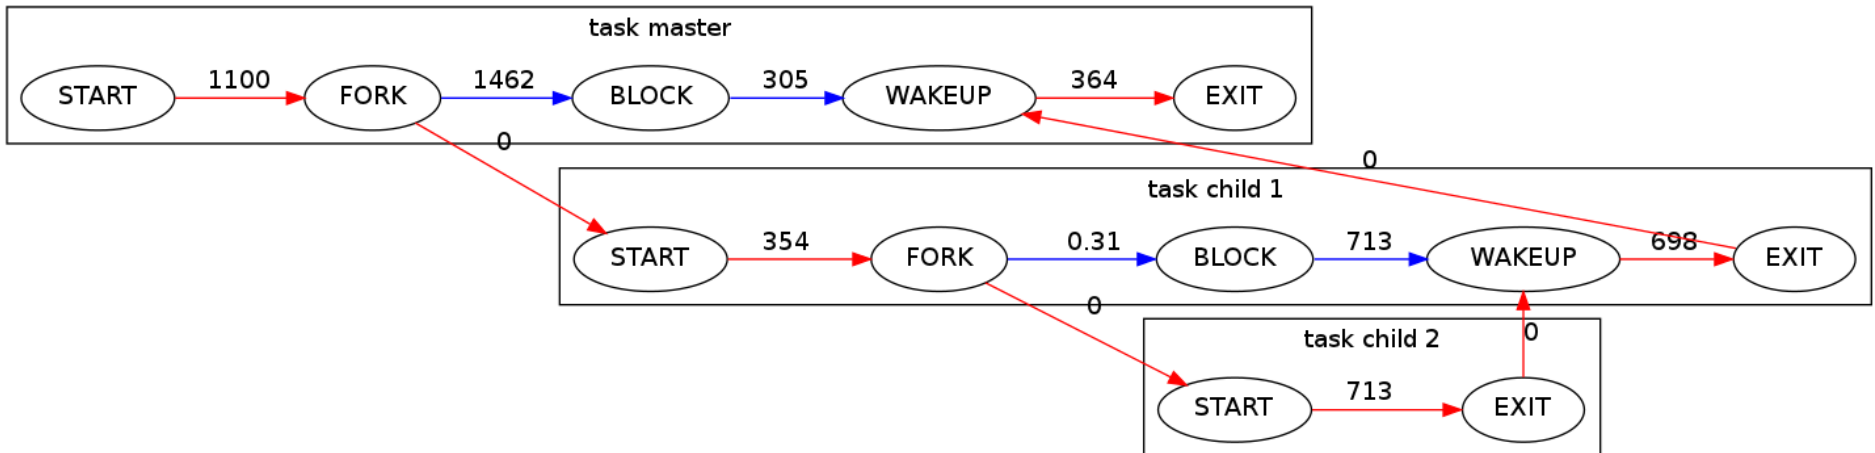 task master
START 1100 FORK 1462 BLOCK 305 WAKEUP 364 EXIT
0
0
task child 1
START 354 FORK 0.31 BLOCK 713 WAKEUP 698 EXIT
0
0
task child 2
START 713 EXIT